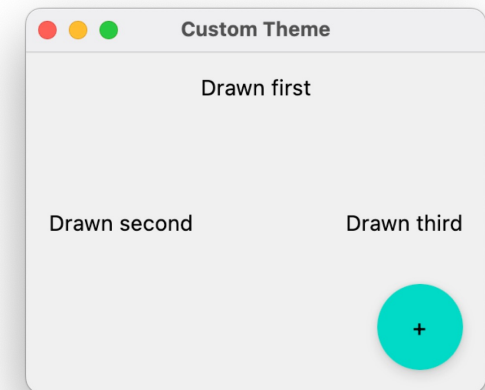 Custom Theme
Drawn first
Drawn second
Drawn third
+